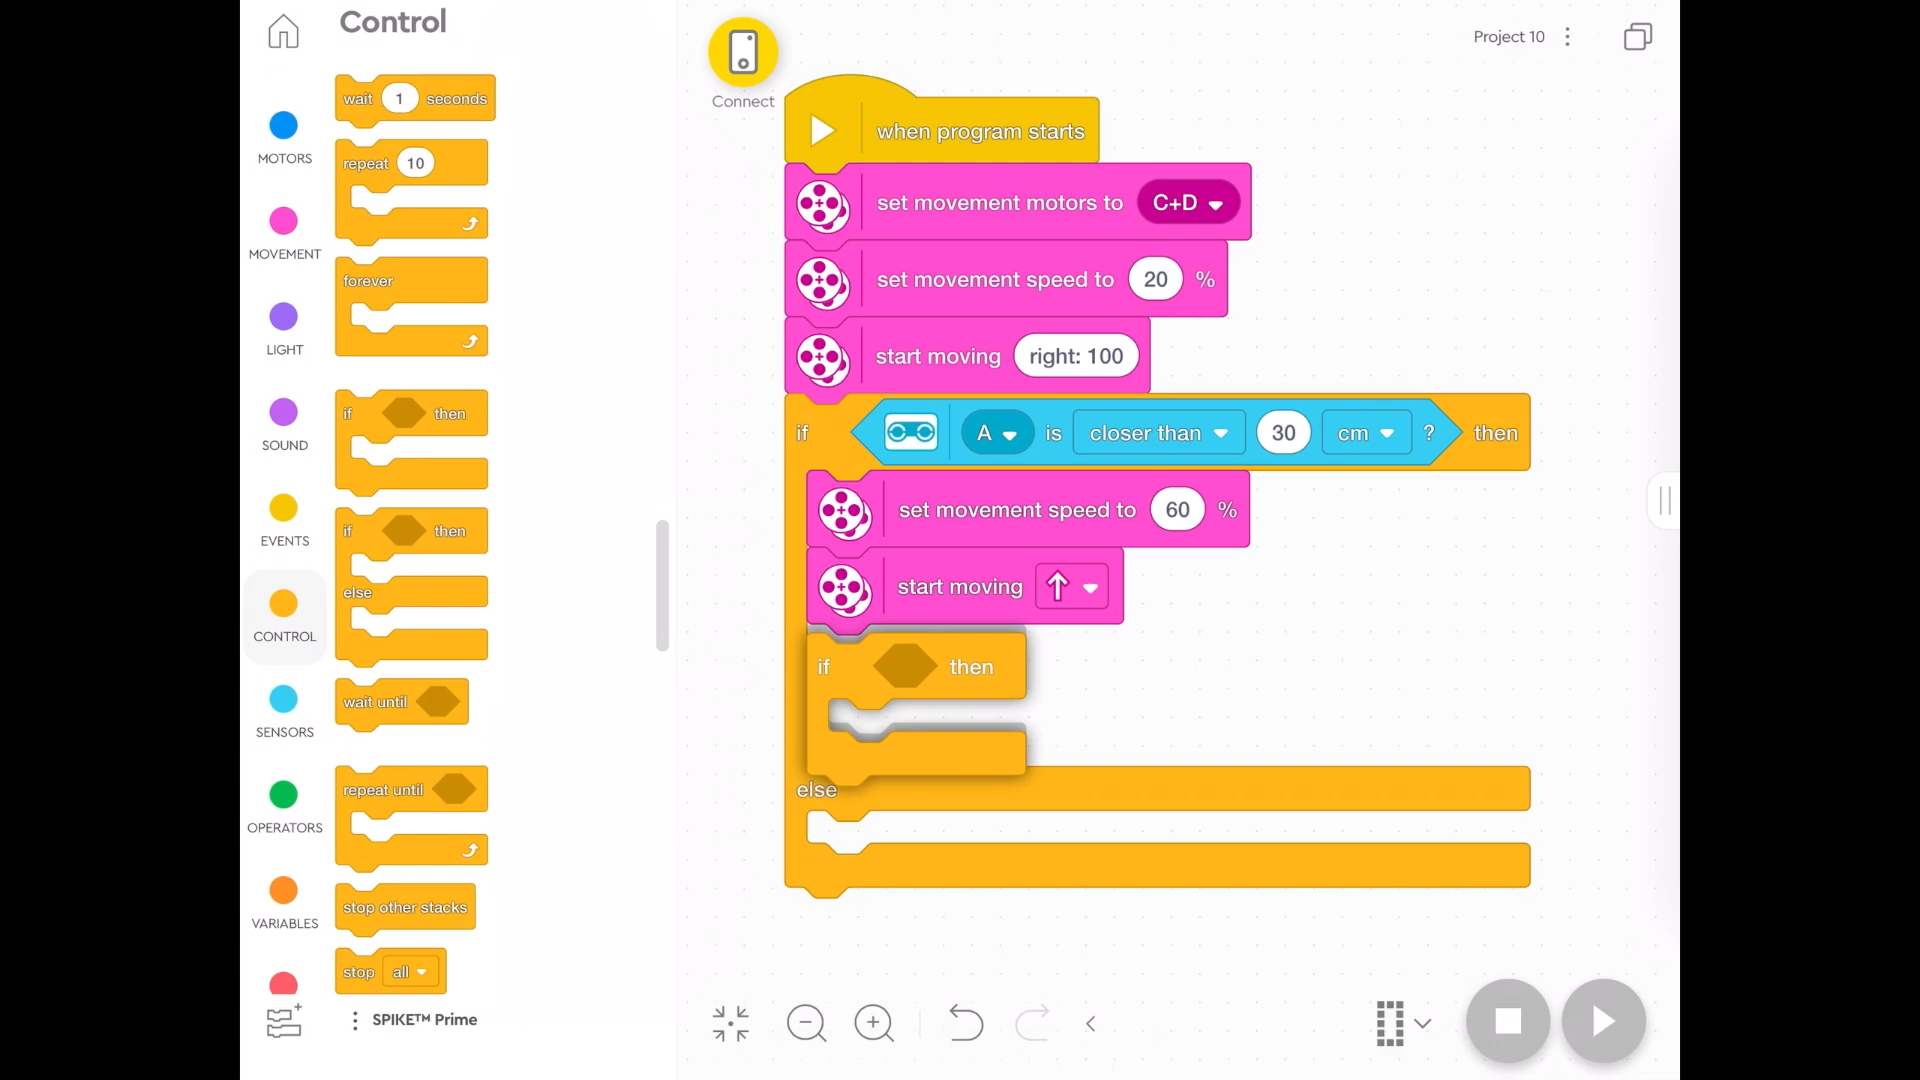 Control
wait 1 seconds
repeat 10
forever
if then
if then
else
wait until
repeat until
stop other stacks
stop all
MOTORS
MOVEMENT
LIGHT
SOUND
EVENTS
CONTROL
SENSORS
OPERATORS
VARIABLES
SPIKE™ Prime
Connect
Project 10
when program starts
set movement motors to C+D
set movement speed to 20 %
start moving right: 100
if A is closer than 30 cm ? then
set movement speed to 60 %
start moving
if then
else